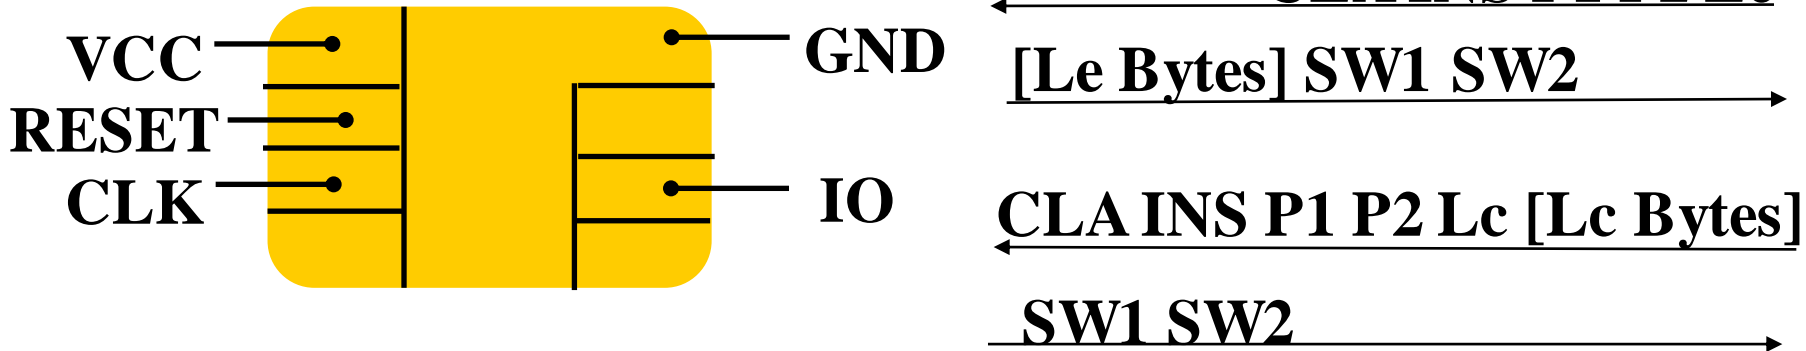 VCC
RESET
CLK
GND
IO
[Le Bytes] SW1 SW2
CLA INS P1 P2 Lc [Lc Bytes]
SW1 SW2